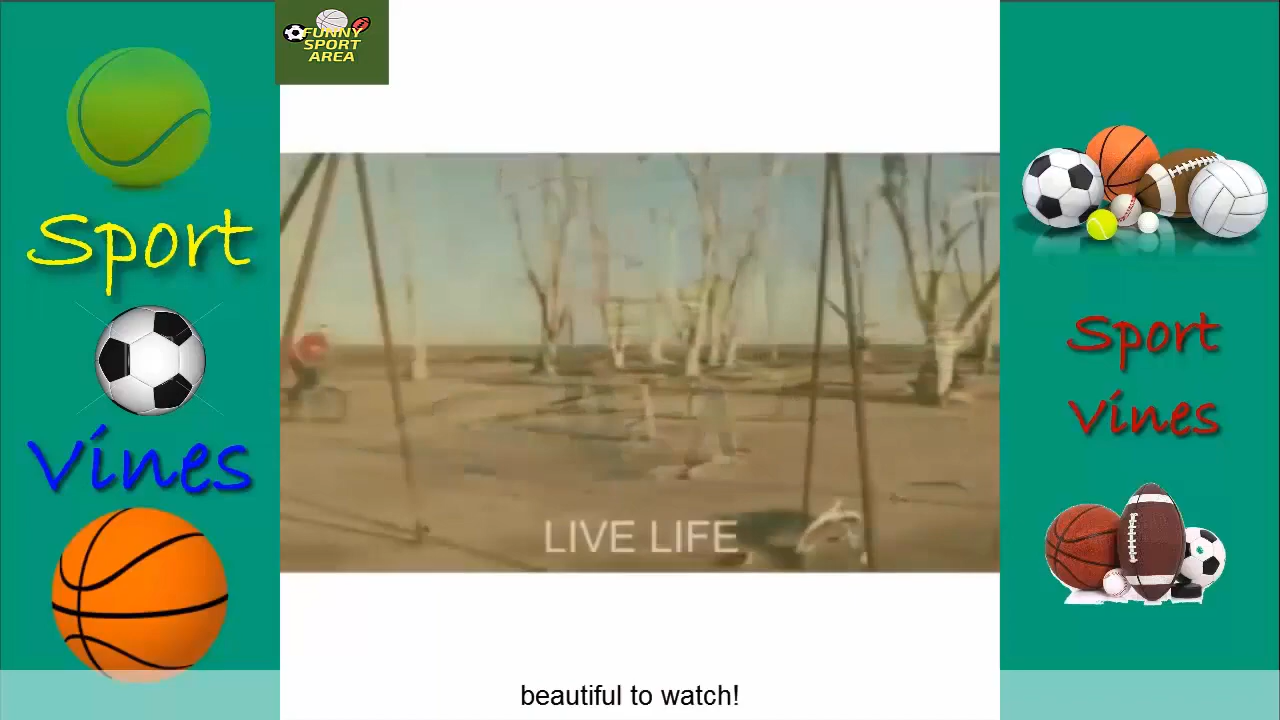 FUNNY
SPORT
AREA
Sport
Vines
LIVE LIFE
Sport
Vines
beautiful to watch!